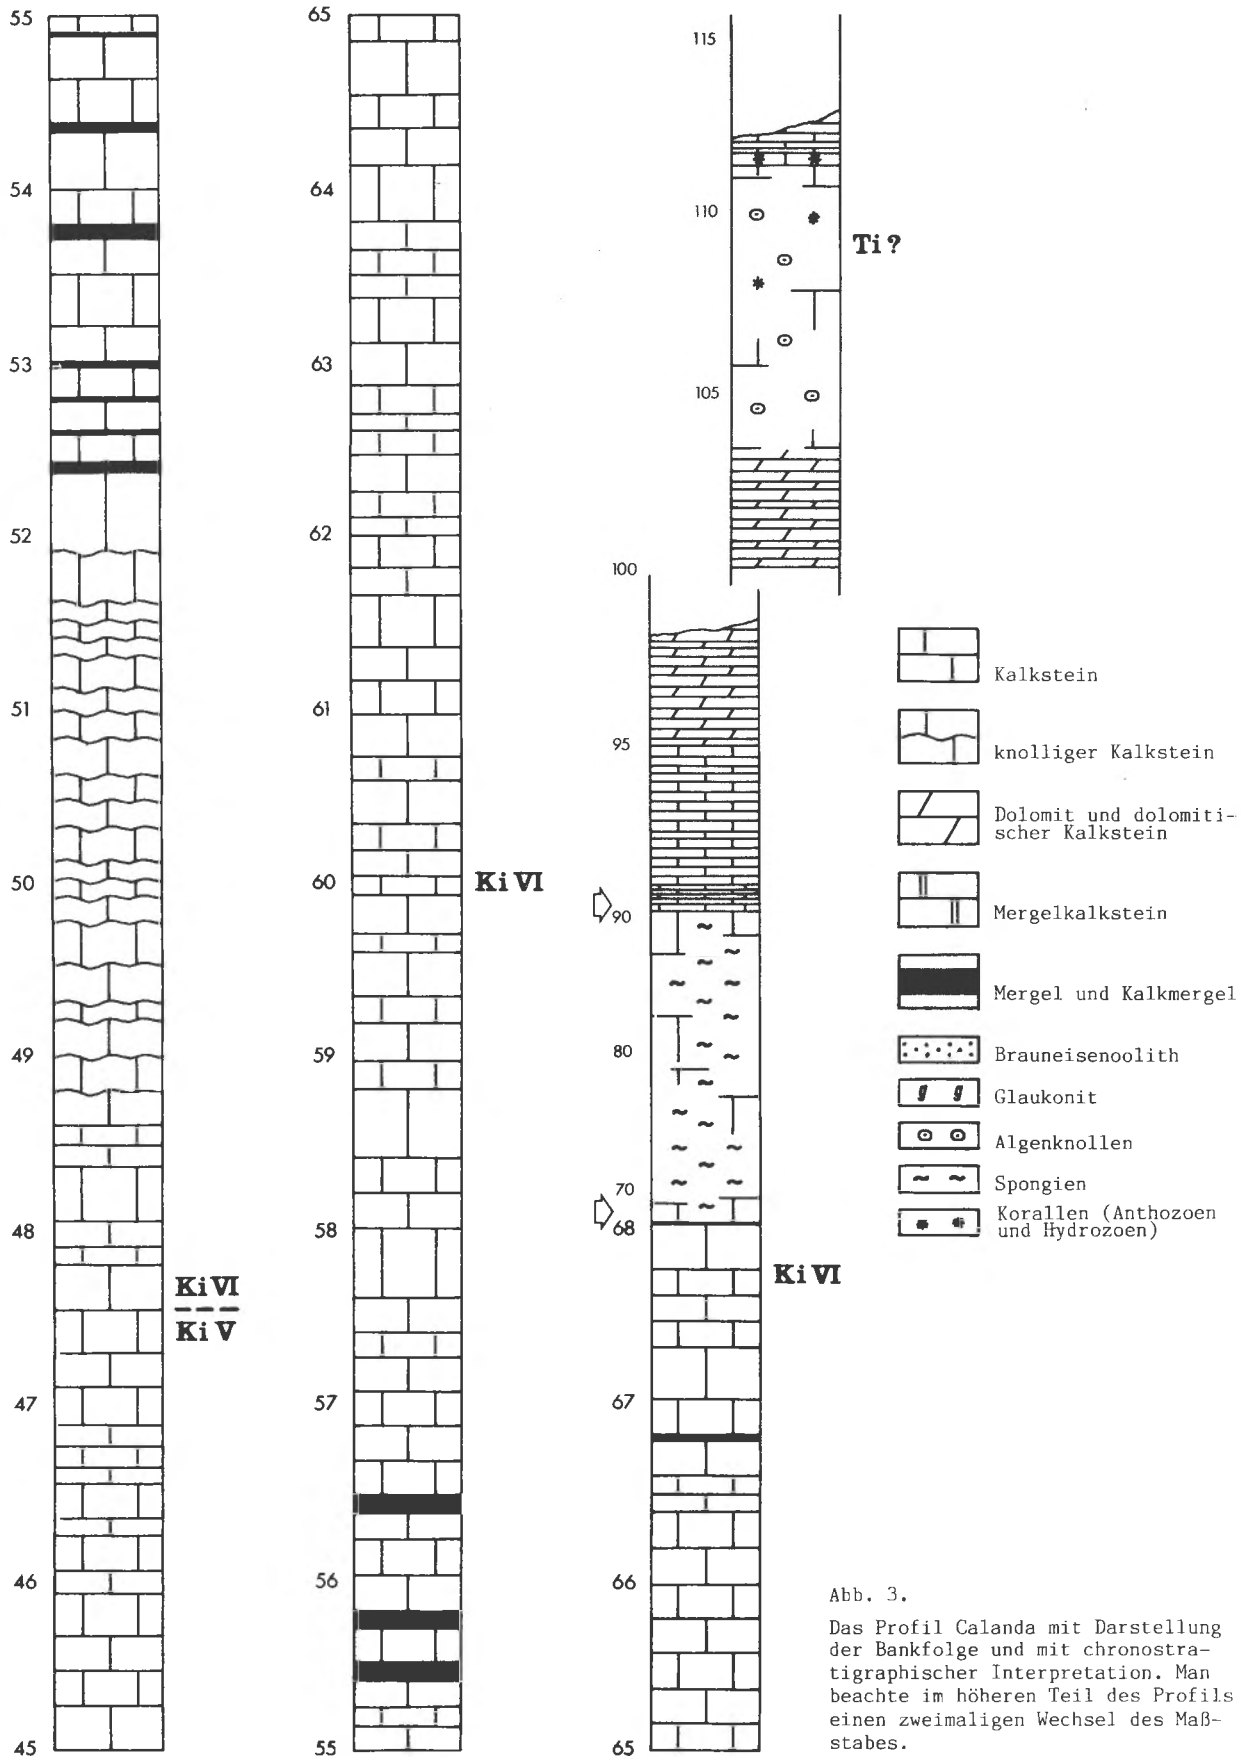 55
54
53
52
51
50
49
48
47
46
45
Ki VI
Ki V
65
64
63
62
61
60
59
58
57
56
55
Ki VI
115
110
105
100
95
90
80
70
68
67
66
65
Ti?
Ki VI
Kalkstein
knolliger Kalkstein
Dolomit und dolomiti-
scher Kalkstein
Mergelkalkstein
Mergel und Kalkmergel
Brauneisenoolith
g g
Glaukonit
Algenknollen
Spongien
Korallen (Anthozoen
und Hydrozoen)
Abb. 3.
Das Profil Calanda mit Darstellung
der Bankfolge und mit chronostra-
tigraphischer Interpretation. Man
beachte im höheren Teil des Profils
einen zweimaligen Wechsel des Maß-
stabes.